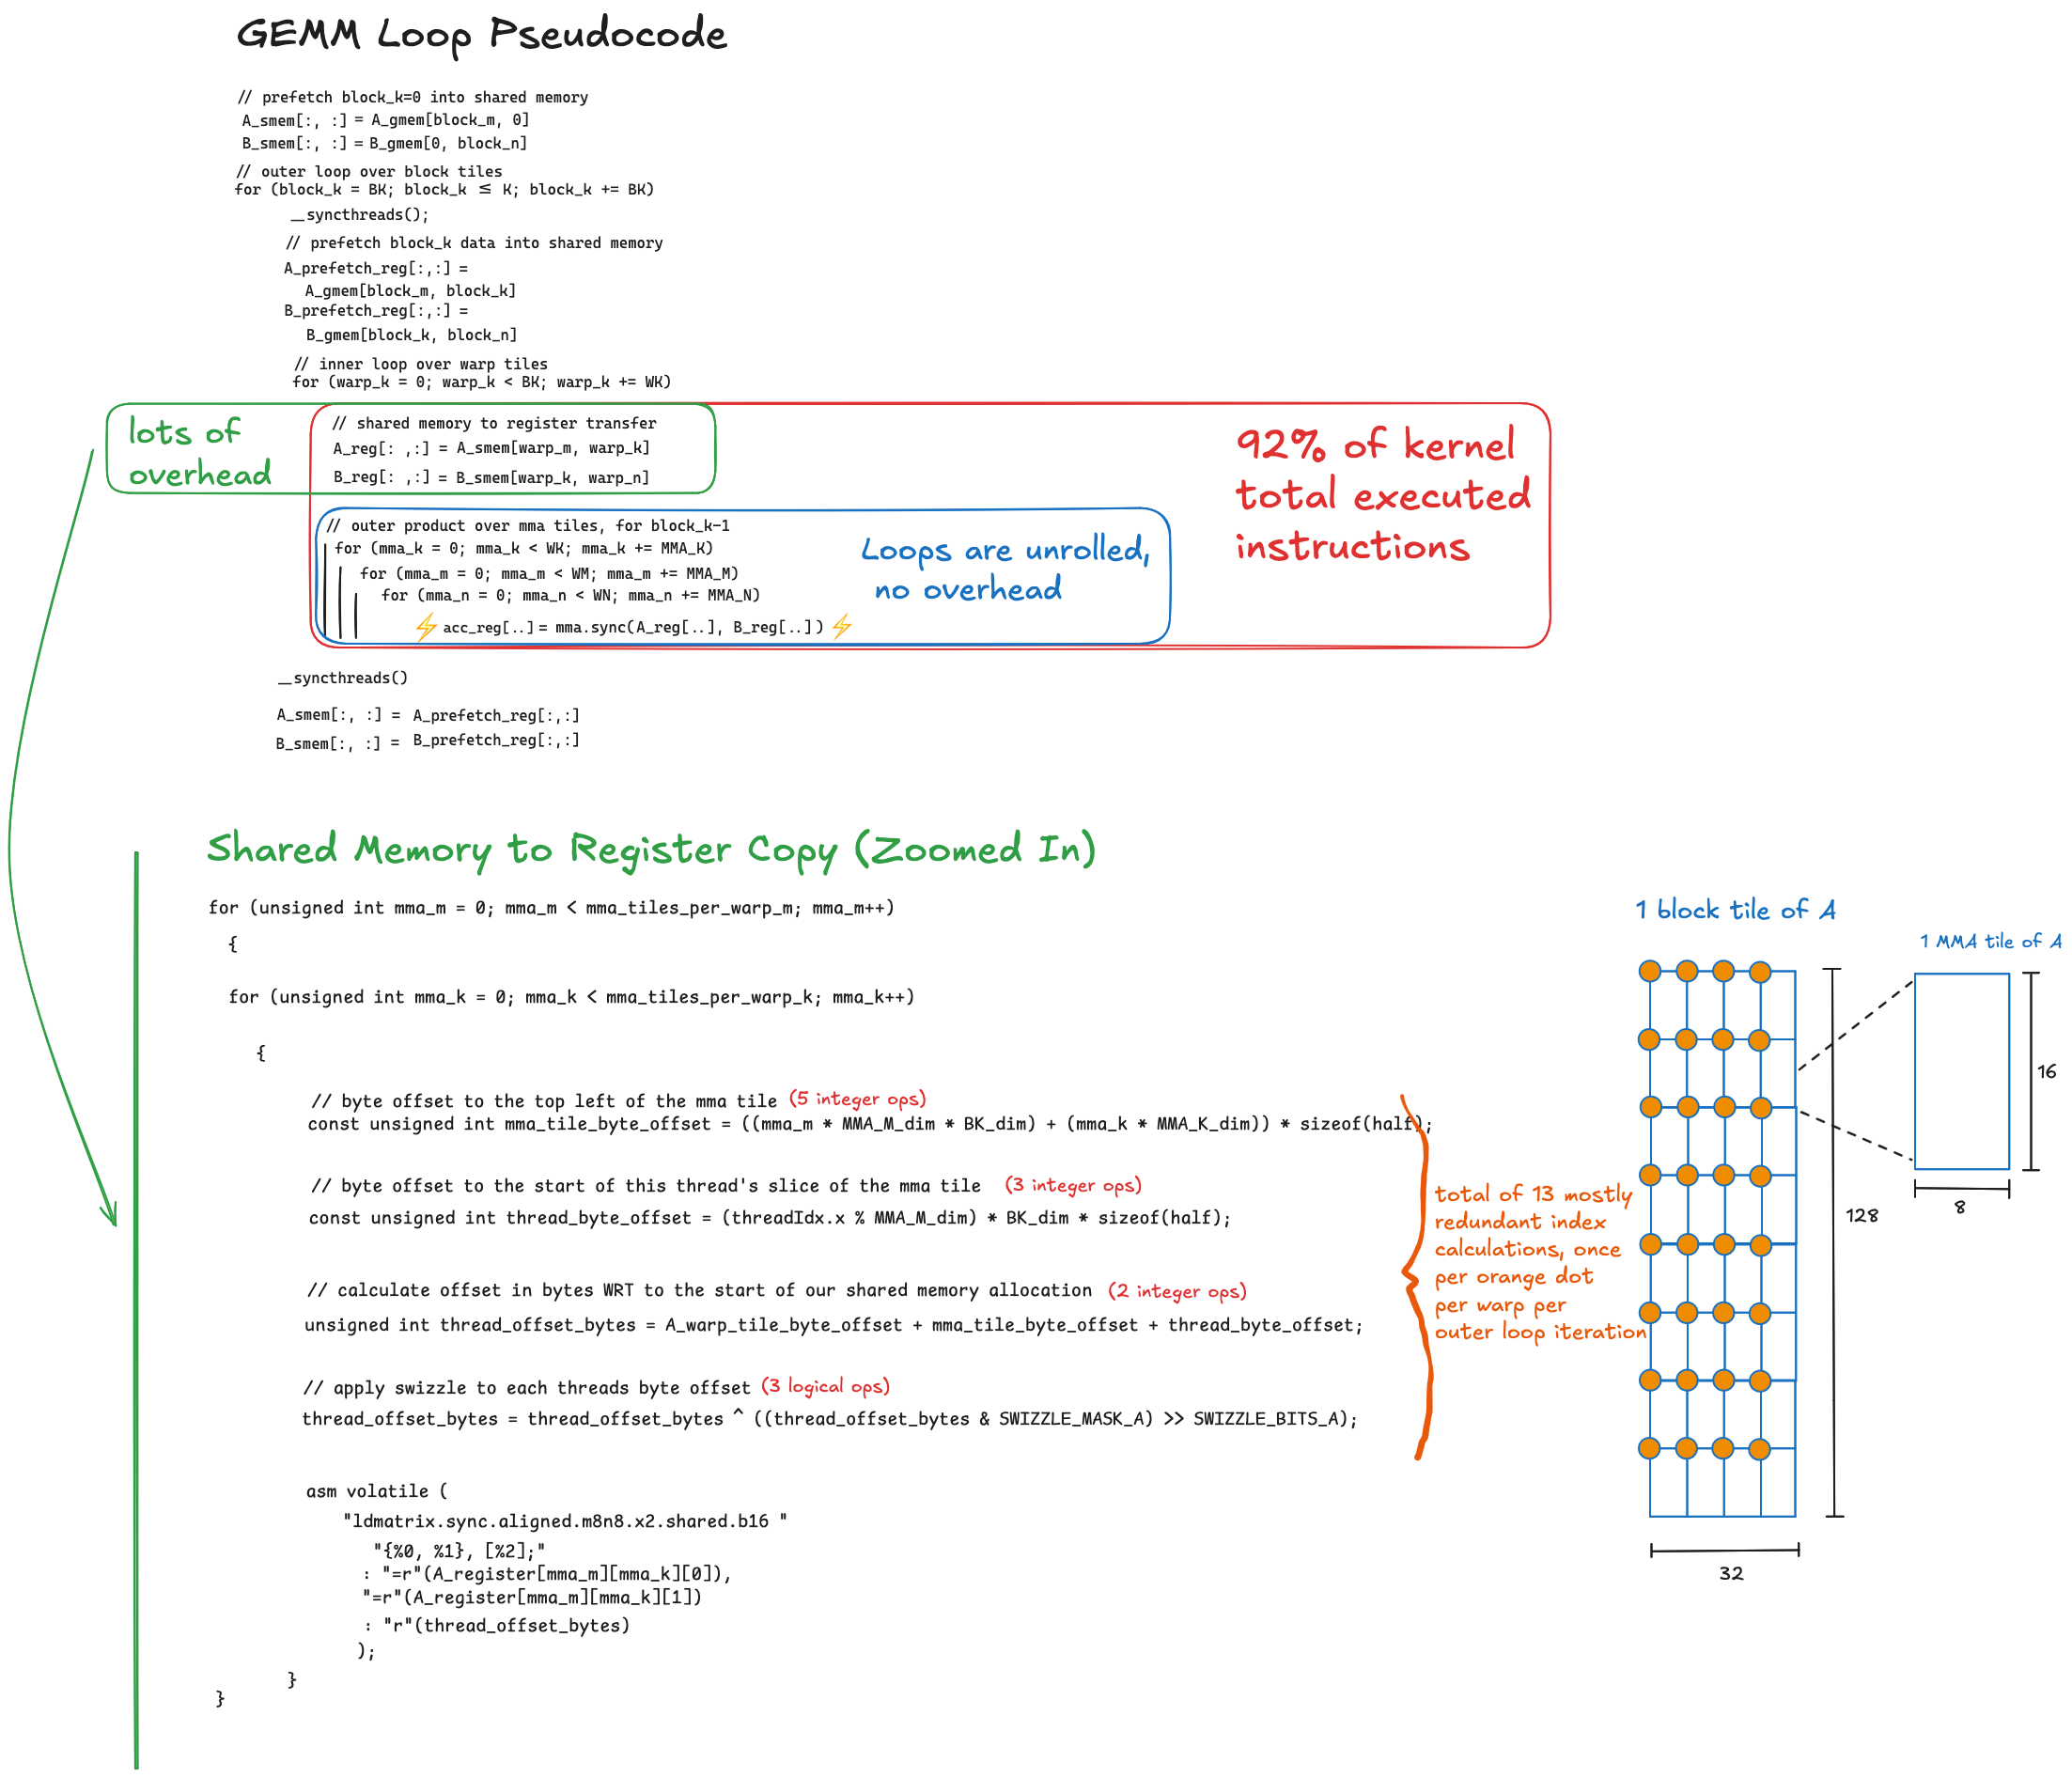 GEMM Loop Pseudocode
// prefetch block_k=0 into shared memory
A_smem[:, :] = A_gmem[block_m, 0]
B_smem[:, :] = B_gmem[0, block_n]
// outer loop over block tiles
for (block_k = BK; block_k ≤ K; block_k += BK)
__syncthreads();
// prefetch block_k data into shared memory
A_prefetch_reg[:,:] =
A_gmem[block_m, block_k]
B_prefetch_reg[:,:] =
B_gmem[block_k, block_n]
// inner loop over warp tiles
for (warp_k = 0; warp_k < BK; warp_k += WK)
lots of
overhead
// shared memory to register transfer
A_reg[: ,:] = A_smem[warp_m, warp_k]
B_reg[: ,:] = B_smem[warp_k, warp_n]
92% of kernel
total executed
instructions
// outer product over mma tiles, for block_k-1
for (mma_k = 0; mma_k < WK; mma_k += MMA_K)
for (mma_m = 0; mma_m < WM; mma_m += MMA_M)
for (mma_n = 0; mma_n < WN; mma_n += MMA_N)
⚡ acc_reg[..] = mma.sync(A_reg[..], B_reg[..]) ⚡
Loops are unrolled,
no overhead
__syncthreads()
A_smem[:, :] = A_prefetch_reg[:,:]
B_smem[:, :] = B_prefetch_reg[:,:]
Shared Memory to Register Copy (Zoomed In)
for (unsigned int mma_m = 0; mma_m < mma_tiles_per_warp_m; mma_m++)
{
for (unsigned int mma_k = 0; mma_k < mma_tiles_per_warp_k; mma_k++)
{
// byte offset to the top left of the mma tile (5 integer ops)
const unsigned int mma_tile_byte_offset = ((mma_m * MMA_M_dim * BK_dim) + (mma_k * MMA_K_dim)) * sizeof(half);
// byte offset to the start of this thread's slice of the mma tile (3 integer ops)
const unsigned int thread_byte_offset = (threadIdx.x % MMA_M_dim) * BK_dim * sizeof(half);
// calculate offset in bytes WRT to the start of our shared memory allocation (2 integer ops)
unsigned int thread_offset_bytes = A_warp_tile_byte_offset + mma_tile_byte_offset + thread_byte_offset;
// apply swizzle to each threads byte offset (3 logical ops)
thread_offset_bytes = thread_offset_bytes ^ ((thread_offset_bytes & SWIZZLE_MASK_A) >> SWIZZLE_BITS_A);
asm volatile (
"ldmatrix.sync.aligned.m8n8.x2.shared.b16 "
"{%0, %1}, [%2];"
: "=r"(A_register[mma_m][mma_k][0]),
"=r"(A_register[mma_m][mma_k][1])
: "r"(thread_offset_bytes)
);
}
}
total of 13 mostly
redundant index
calculations, once
per orange dot
per warp per
outer loop iteration
1 block tile of A
1 MMA tile of A
16
8
128
32